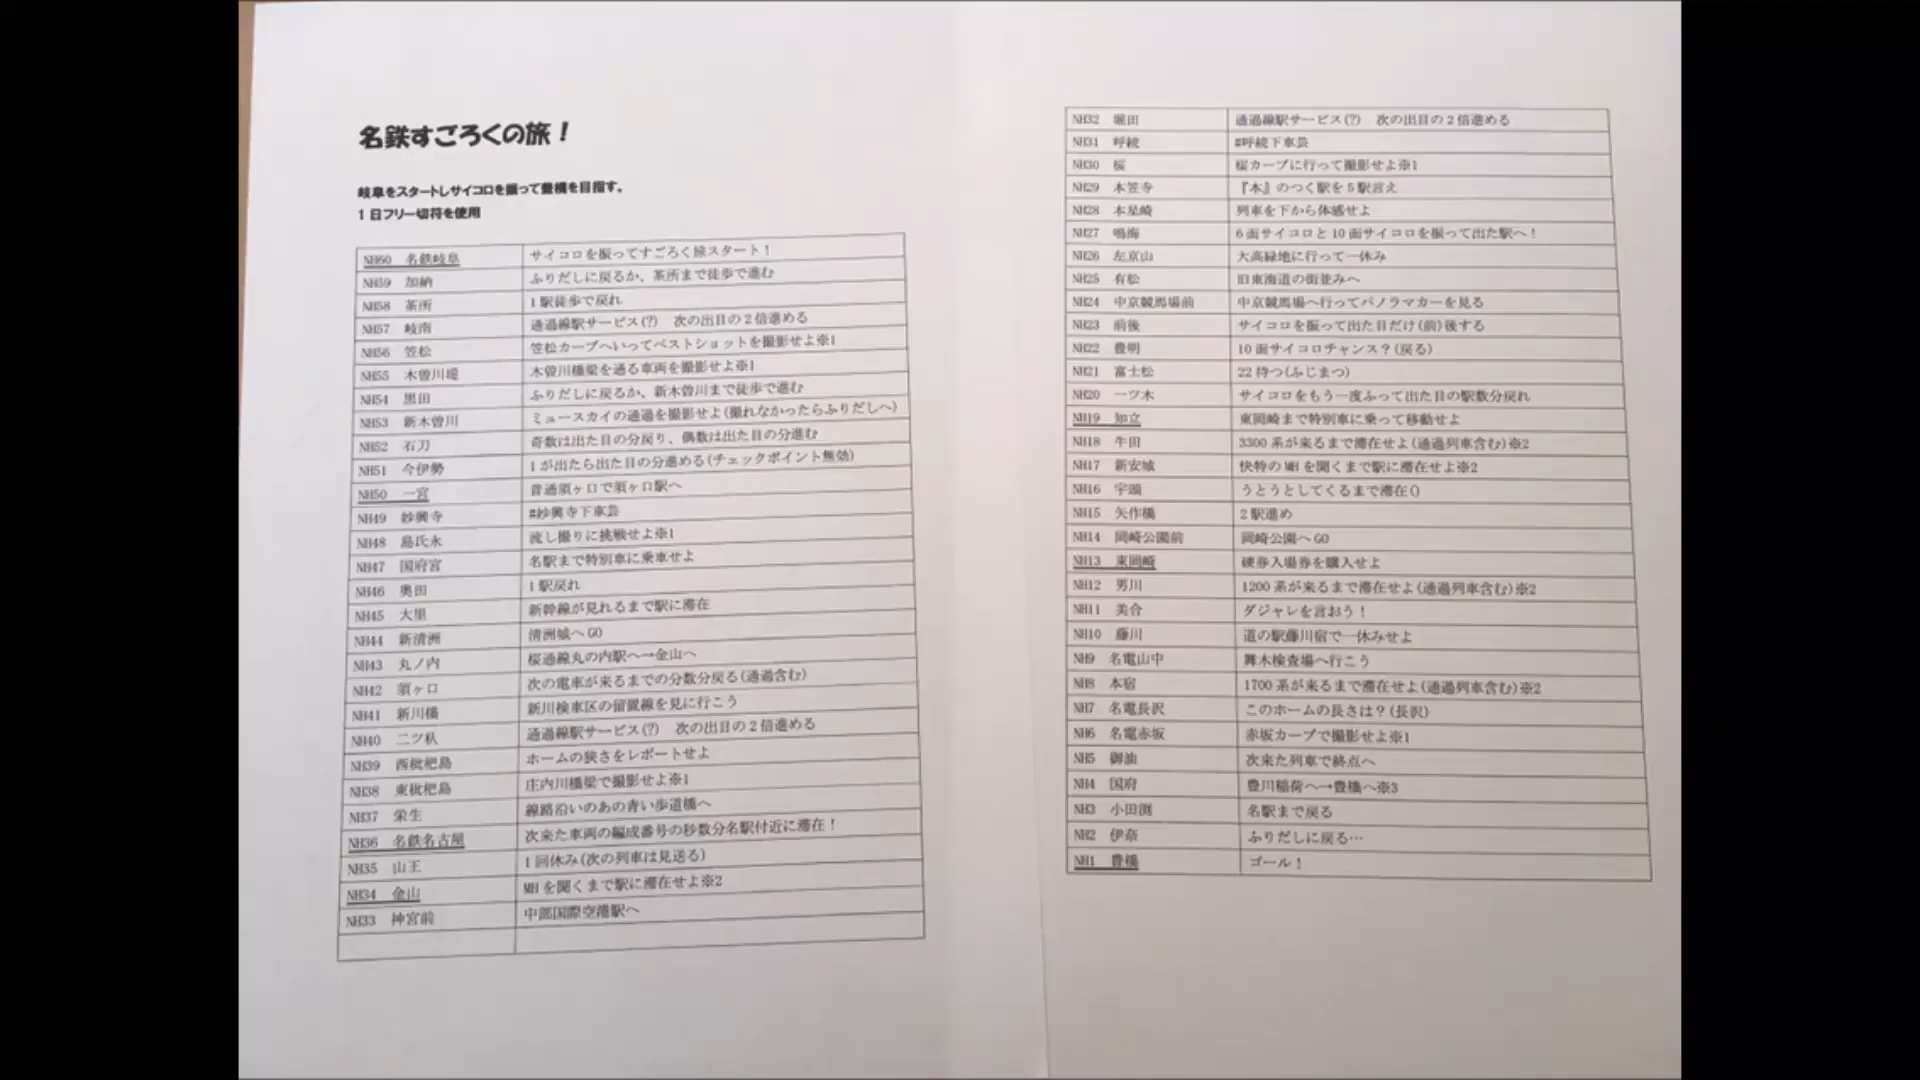 名鉄すごろくの旅！
岐阜をスタートしサイコロを振って豊橋を目指す。
1日フリー切符を使用
NH60 名鉄岐阜 サイコロを振ってすごろく旅スタート！
NH59 加納 ふりだしに戻るか、茶所まで徒歩で進む
NH58 茶所 1駅徒歩で戻れ
NH57 岐南 通過線駅サービス(?) 次の出目の2倍進める
NH56 笠松 笠松カーブへいってベストショットを撮影せよ※1
NH55 木曽川堤 木曽川橋梁を通る車両を撮影せよ※1
NH54 黒田 ふりだしに戻るか、新木曽川まで徒歩で進む
NH53 新木曽川 ミュースカイの通過を撮影せよ(撮れなかったらふりだしへ)
NH52 石刀 奇数は出た目の分戻り、偶数は出た目の分進む
NH51 今伊勢 1が出たら出た目の分進める(チェックポイント無効)
NH50 一宮 普通須ヶ口で須ヶ口駅へ
NH49 妙興寺 #妙興寺下車芸
NH48 島氏永 流し撮りに挑戦せよ※1
NH47 国府宮 名駅まで特別車に乗車せよ
NH46 奥田 1駅戻れ
NH45 大里 新幹線が見れるまで駅に滞在
NH44 新清洲 清洲城へGO
NH43 丸ノ内 桜通線丸の内駅へ→金山へ
NH42 須ヶ口 次の電車が来るまでの分数分戻る(通過含む)
NH41 新川橋 新川検車区の留置線を見に行こう
NH40 二ツ杁 通過線駅サービス(?) 次の出目の2倍進める
NH39 西枇杷島 ホームの狭さをレポートせよ
NH38 東枇杷島 庄内川橋梁で撮影せよ※1
NH37 栄生 線路沿いのあの青い歩道橋へ
NH36 名鉄名古屋 次来た車両の編成番号の秒数分名駅付近に滞在！
NH35 山王 1回休み(次の列車は見送る)
NH34 金山 MHを聞くまで駅に滞在せよ※2
NH33 神宮前 中部国際空港駅へ
NH32 堀田 通過線駅サービス(?) 次の出目の2倍進める
NH31 呼続 #呼続下車芸
NH30 桜 桜カーブに行って撮影せよ※1
NH29 本笠寺 『本』のつく駅を5駅言え
NH28 本星崎 列車を下から体感せよ
NH27 鳴海 6面サイコロと10面サイコロを振って出た駅へ！
NH26 左京山 大高緑地に行って一休み
NH25 有松 旧東海道の街並みへ
NH24 中京競馬場前 中京競馬場へ行ってパノラマカーを見る
NH23 前後 サイコロを振って出た目だけ(前)後する
NH22 豊明 10面サイコロチャンス？(戻る)
NH21 富士松 22待つ(ふじまつ)
NH20 一ツ木 サイコロをもう一度ふって出た目の駅数分戻れ
NH19 知立 東岡崎まで特別車に乗って移動せよ
NH18 牛田 3300系が来るまで滞在せよ(通過列車含む)※2
NH17 新安城 快特のMHを聞くまで駅に滞在せよ※2
NH16 宇頭 うとうとしてくるまで滞在()
NH15 矢作橋 2駅進め
NH14 岡崎公園前 岡崎公園へGO
NH13 東岡崎 硬券入場券を購入せよ
NH12 男川 1200系が来るまで滞在せよ(通過列車含む)※2
NH11 美合 ダジャレを言おう！
NH10 藤川 道の駅藤川宿で一休みせよ
NH9 名電山中 舞木検査場へ行こう
NH8 本宿 1700系が来るまで滞在せよ(通過列車含む)※2
NH7 名電長沢 このホームの長さは？(長沢)
NH6 名電赤坂 赤坂カーブで撮影せよ※1
NH5 御油 次来た列車で終点へ
NH4 国府 豊川稲荷へ→豊橋へ※3
NH3 小田渕 名駅まで戻る
NH2 伊奈 ふりだしに戻る…
NH1 豊橋 ゴール！